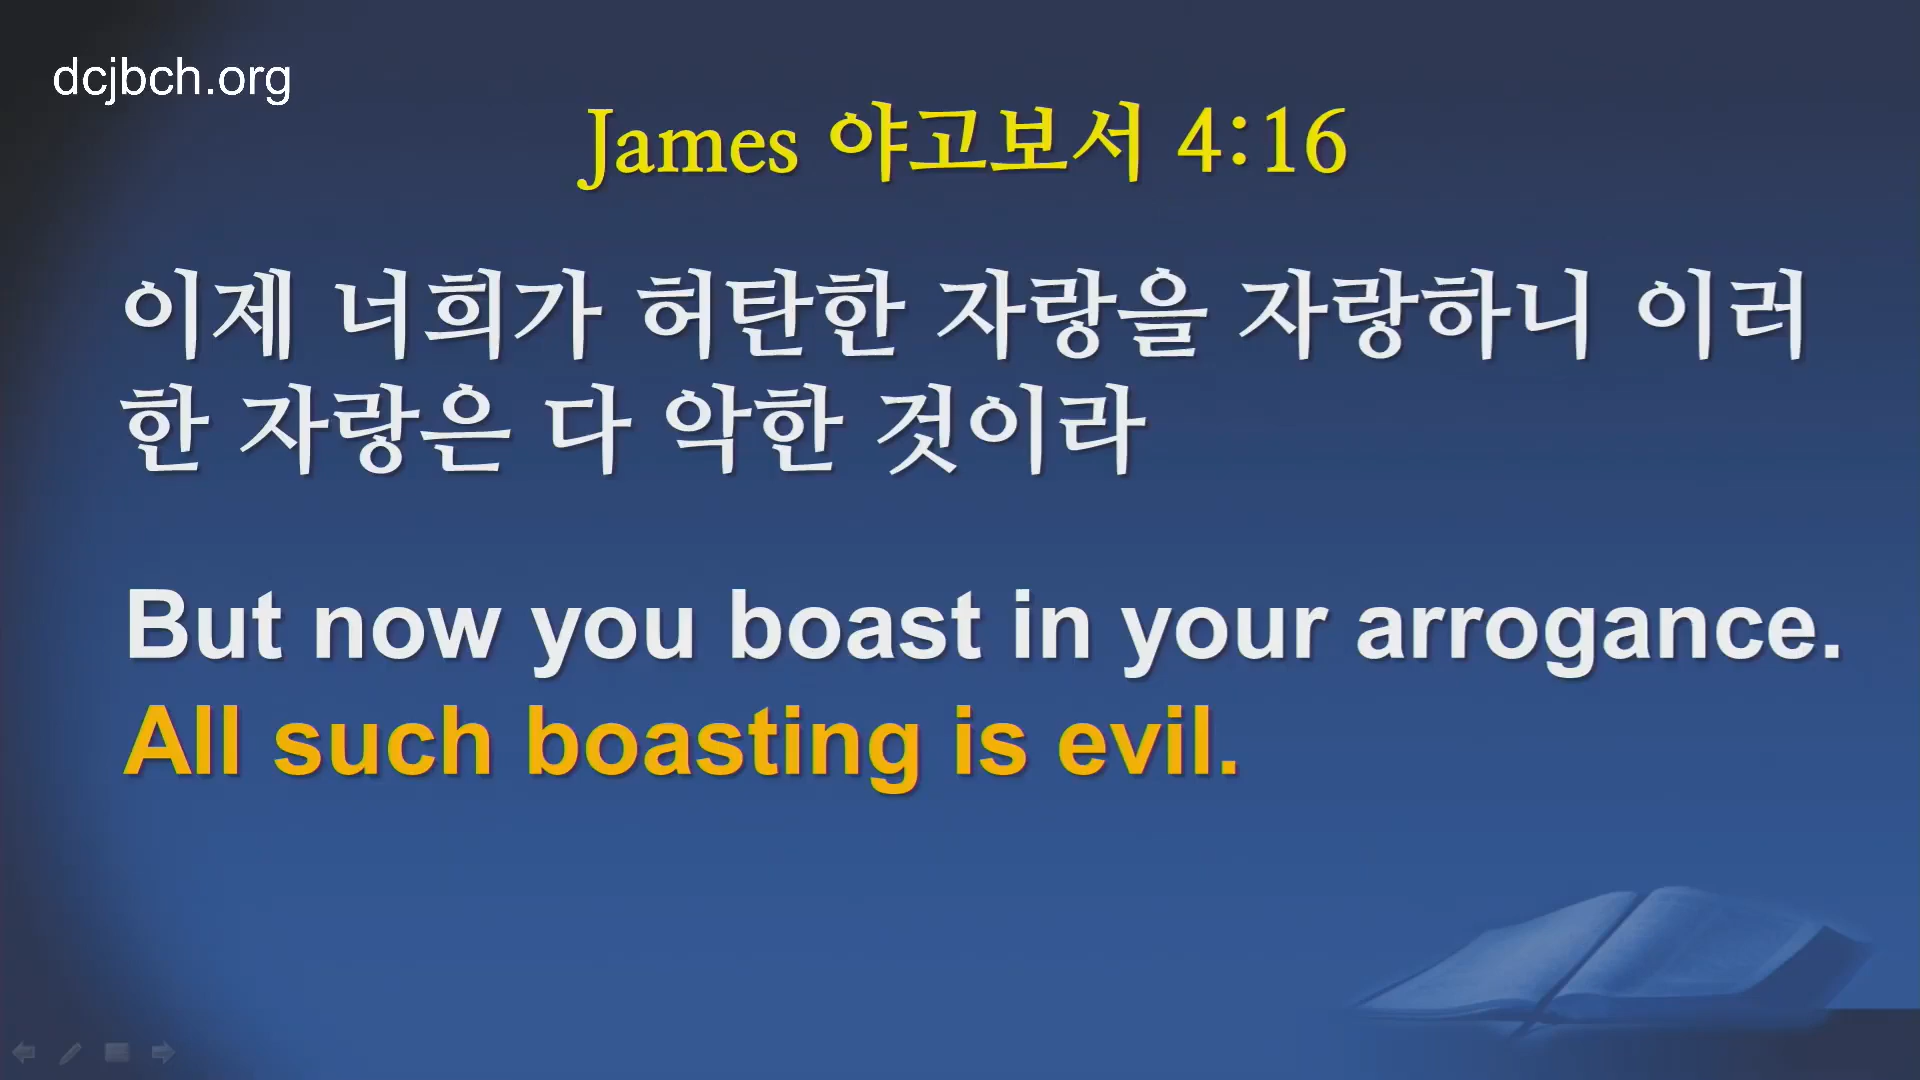 dcjbch.org
James 야고보서 4:16
이제 너희가 허탄한 자랑을 자랑하니 이러
한 자랑은 다 악한 것이라
But now you boast in your arrogance.
All such boasting is evil.